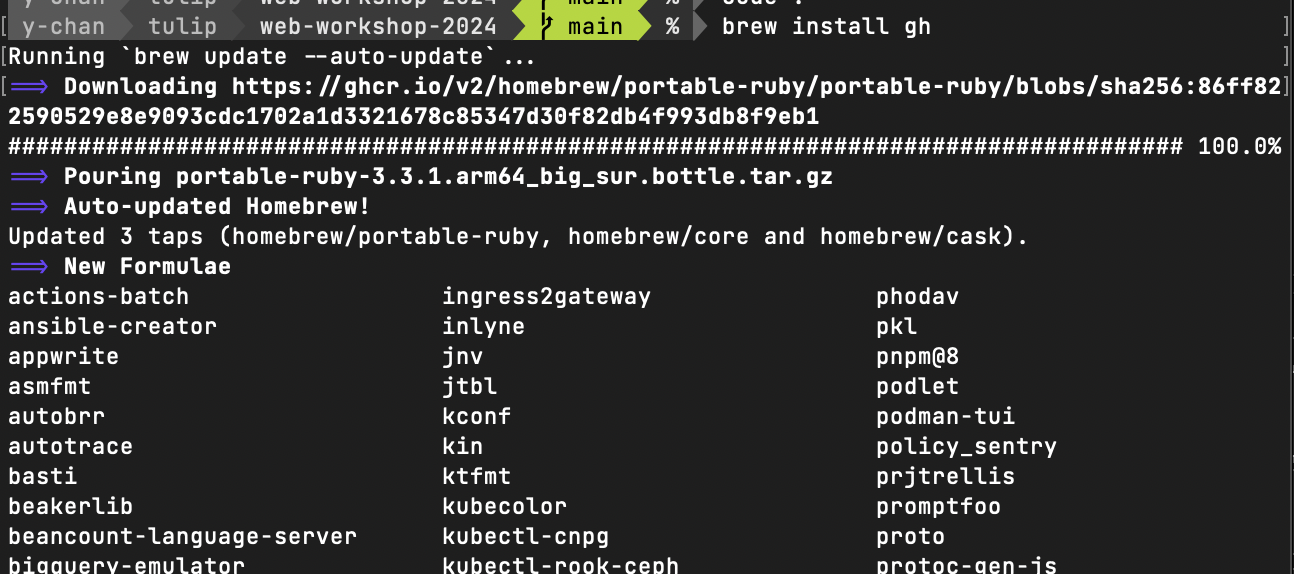 y-chan tulip web-workshop-2024 main % code .
y-chan tulip web-workshop-2024 main % brew install gh
Running `brew update --auto-update`...
==> Downloading https://ghcr.io/v2/homebrew/portable-ruby/portable-ruby/blobs/sha256:86ff82
2590529e8e9093cdc1702a1d3321678c85347d30f82db4f993db8f9eb1
################################################################################### 100.0%
==> Pouring portable-ruby-3.3.1.arm64_big_sur.bottle.tar.gz
==> Auto-updated Homebrew!
Updated 3 taps (homebrew/portable-ruby, homebrew/core and homebrew/cask).
==> New Formulae
actions-batch ingress2gateway phodav
ansible-creator inlyne pkl
appwrite jnv pnpm@8
asmfmt jtbl podlet
autobrr kconf podman-tui
autotrace kin policy_sentry
basti ktfmt prjtrellis
beakerlib kubecolor promptfoo
beancount-language-server kubectl-cnpg proto
bigquery-emulator kubectl-rook-ceph protoc-gen-js